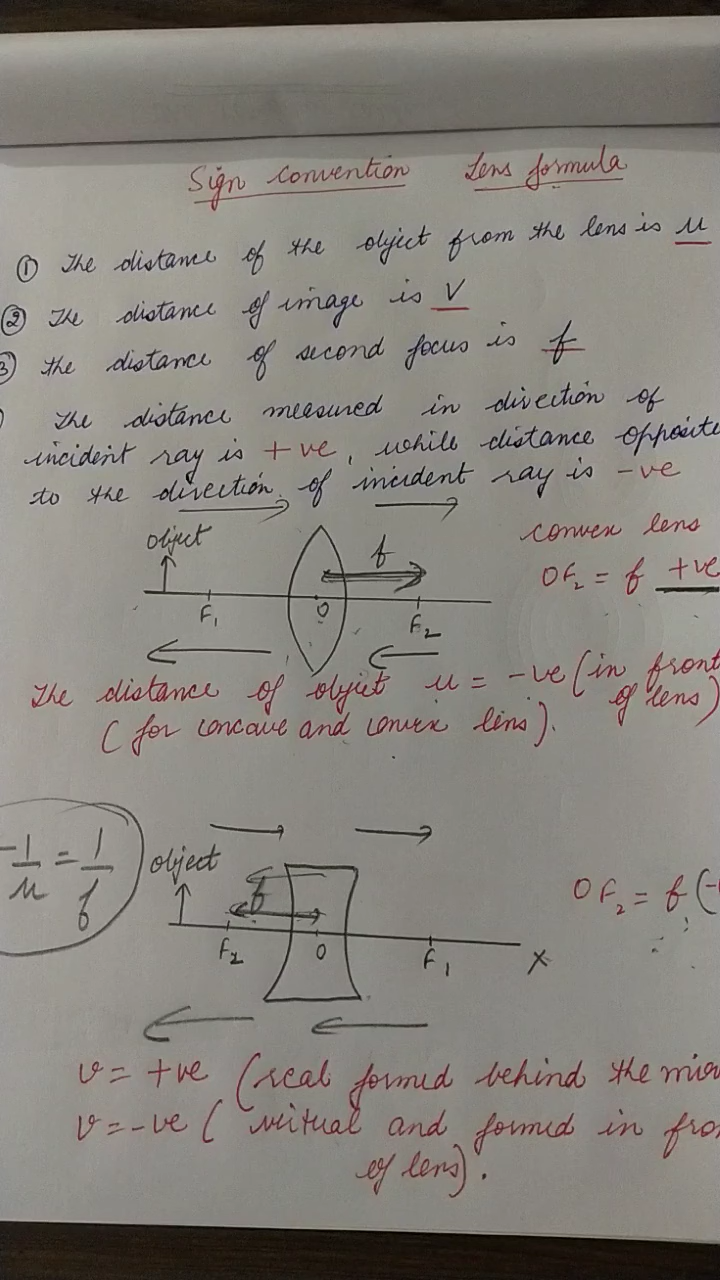 Sign convention Lens formula
① The distance of the object from the lens is u
② The distance of image is v
3) the distance of second focus is f
) The distance measured in direction of
incident ray is +ve, while distance opposite
to the direction of incident ray is -ve
object f convex lens
OF₂ = f +ve
F₁ O F₂
The distance of object u = -ve (in front
of lens)
(for concave and convex lens).
-1/u = 1/f
object f OF₂ = f (-
F₂ O F₁ X
v = +ve (real formed behind the
v = -ve ( virtual and formed in
of lens).